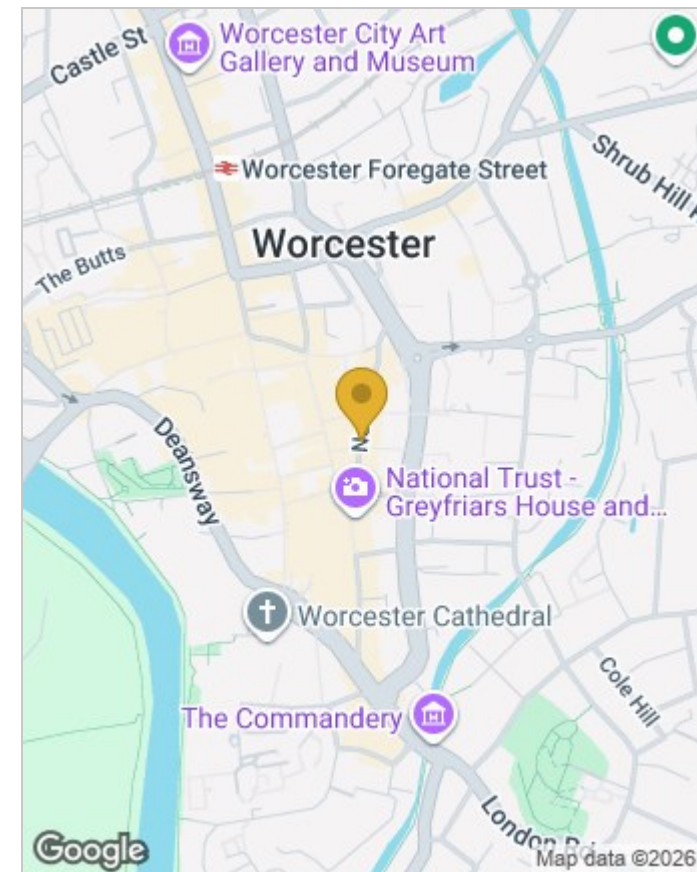 Worcester City Art
Gallery and Museum
Castle St
Worcester Foregate Street
Shrub Hill
Worcester
The Butts
Deansway
National Trust -
Greyfriars House and...
Worcester Cathedral
Cole Hill
The Commandery
London Rd
Google
Map data ©2026